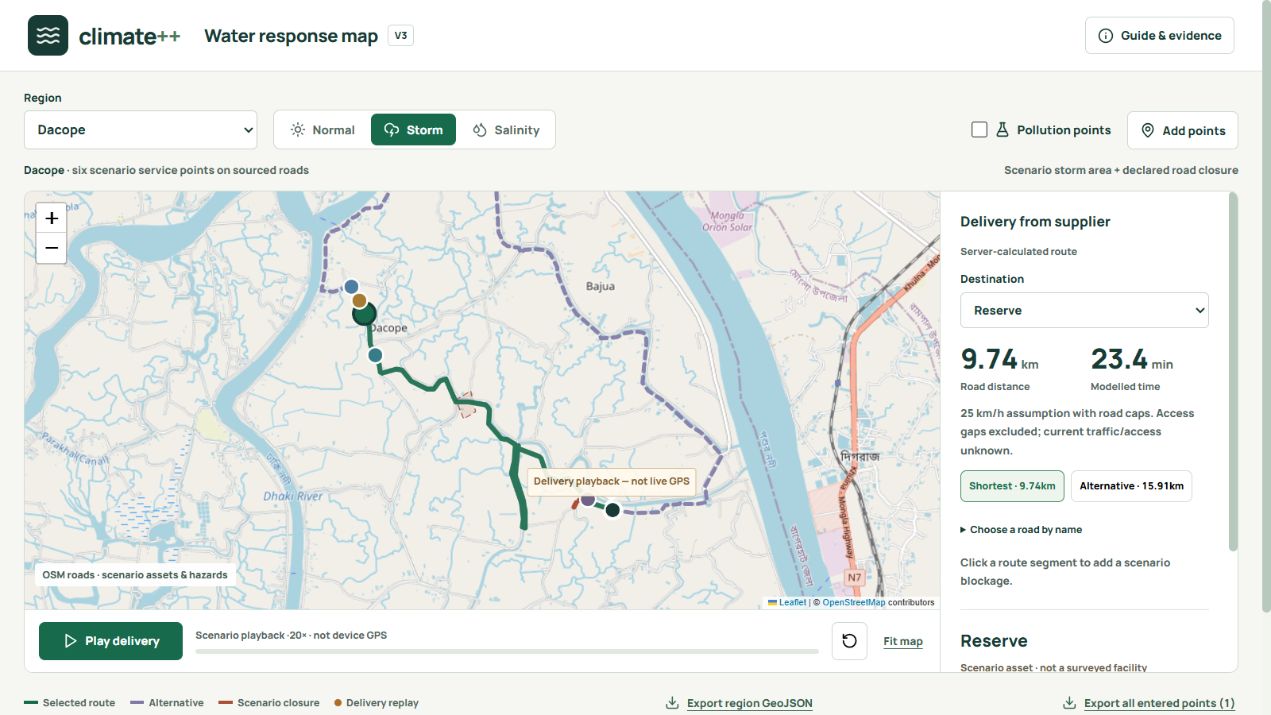 climate++
Water response map
V3
Guide & evidence
Region
Dacope
Normal
Storm
Salinity
Pollution points
Add points
Dacope · six scenario service points on sourced roads
Scenario storm area + declared road closure
+
−
Mongla
Orion Solar
Bajua
Dacope
Dhaki River
দিগরাজ
Mongla Highway
N7
Delivery playback — not live GPS
OSM roads · scenario assets & hazards
Leaflet | © OpenStreetMap contributors
Delivery from supplier
Server-calculated route
Destination
Reserve
9.74 km
23.4 min
Road distance
Modelled time
25 km/h assumption with road caps. Access
gaps excluded; current traffic/access
unknown.
Shortest · 9.74km
Alternative · 15.91km
Choose a road by name
Click a route segment to add a scenario
blockage.
Reserve
Scenario asset · not a surveyed facility
Play delivery
Scenario playback ·20× · not device GPS
Fit map
Selected route
Alternative
Scenario closure
Delivery replay
Export region GeoJSON
Export all entered points (1)